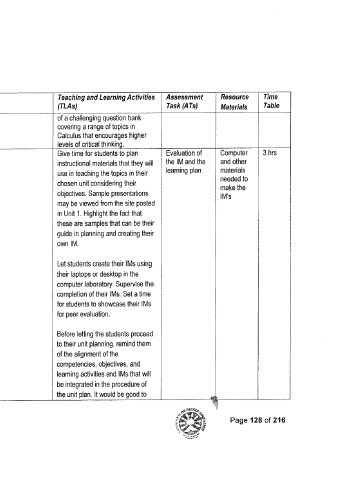 Teaching and Learning Activities (TLAs)
Assessment Task (ATs)
Resource Materials
Time Table
of a challenging question bank
covering a range of topics in
Calculus that encourages higher
levels of critical thinking.
Give time for students to plan
instructional materials that they will
use in teaching the topics in their
chosen unit considering their
objectives. Sample presentations
may be viewed from the site posted
in Unit 1. Highlight the fact that
these are samples that can be their
guide in planning and creating their
own IM.
Let students create their IMs using
their laptops or desktop in the
computer laboratory. Supervise the
completion of their IMs. Set a time
for students to showcase their IMs
for peer evaluation.
Before letting the students proceed
to their unit planning, remind them
of the alignment of the
competencies, objectives, and
learning activities and IMs that will
be integrated in the procedure of
the unit plan. It would be good to
Evaluation of
the IM and the
learning plan
Computer
and other
materials
needed to
make the
IM's
3 hrs
Page 128 of 216